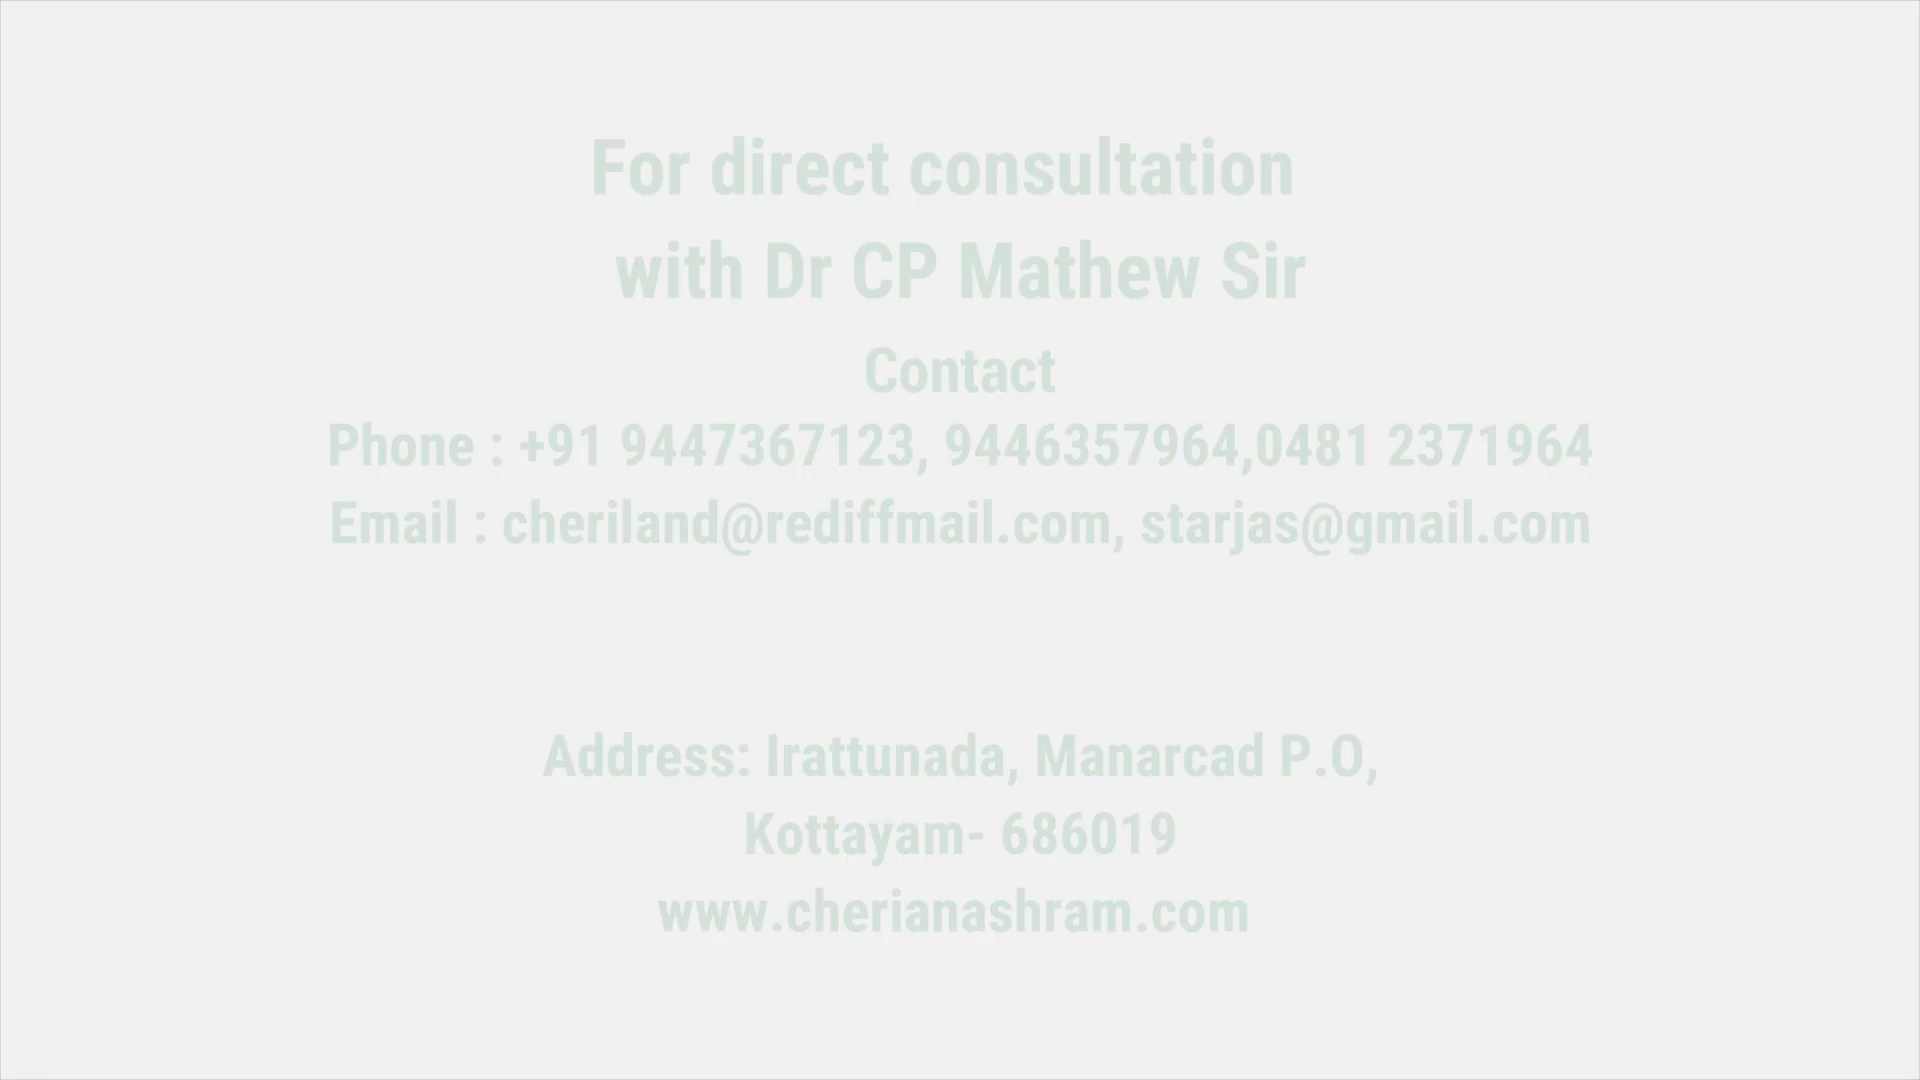 For direct consultation
with Dr CP Mathew Sir
Contact
Phone : +91 9447367123, 9446357964,0481 2371964
Email : cheriland@rediffmail.com, starjas@gmail.com
Address: Irattunada, Manarcad P.O,
Kottayam- 686019
www.cherianashram.com